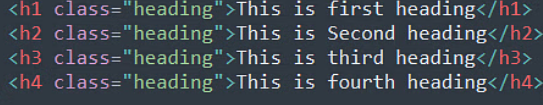 <h1 class="heading">This is first heading</h1>
<h2 class="heading">This is Second heading</h2>
<h3 class="heading">This is third heading</h3>
<h4 class="heading">This is fourth heading</h4>